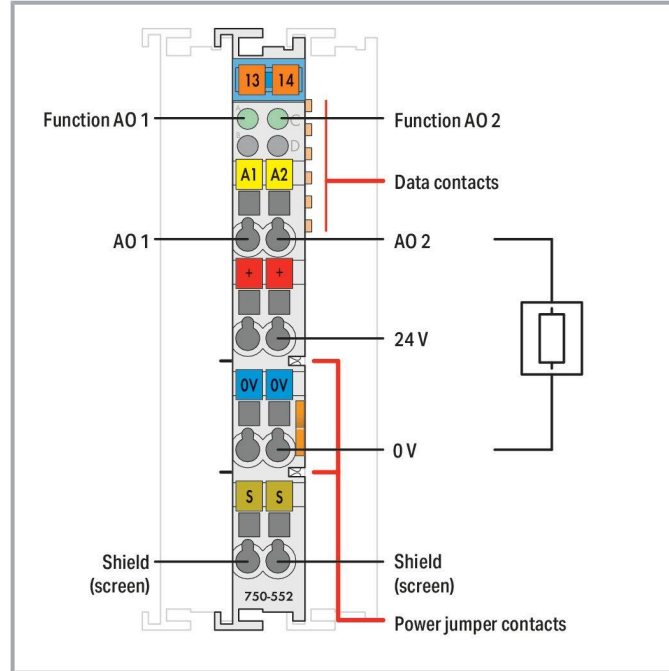 13 14
Function AO 1
A
C
Function AO 2
B
D
A1 A2
Data contacts
AO 1
AO 2
+ +
24 V
0V 0V
0 V
S S
Shield
(screen)
Shield
(screen)
750-552
Power jumper contacts